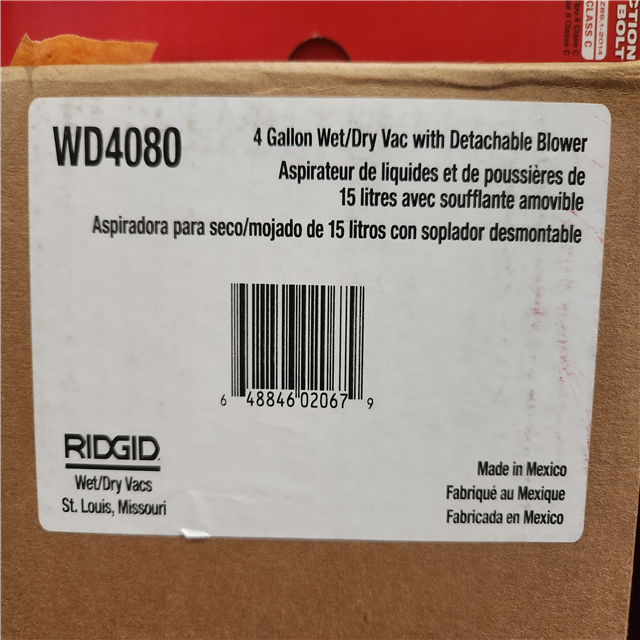 WD4080
4 Gallon Wet/Dry Vac with Detachable Blower
Aspirateur de liquides et de poussières de
15 litres avec soufflante amovible
Aspiradora para seco/mojado de 15 litros con soplador desmontable
6 48846 02067 9
RIDGID
Wet/Dry Vacs
St. Louis, Missouri
Made in Mexico
Fabriqué au Mexique
Fabricada en Mexico
BOLT
CLASS C